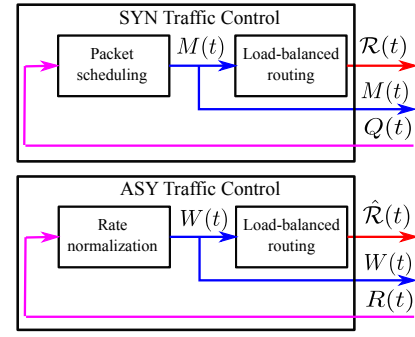 SYN Traffic Control
Packet
scheduling
M(t)
Load-balanced
routing
ℛ(t)
M(t)
Q(t)
ASY Traffic Control
Rate
normalization
W(t)
Load-balanced
routing
ℛ̂(t)
W(t)
R(t)